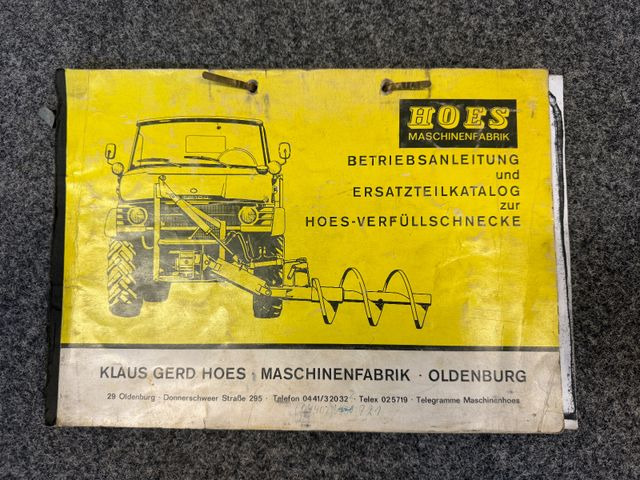 HOES
MASCHINENFABRIK
BETRIEBSANLEITUNG
und
ERSATZTEILKATALOG
zur
HOES-VERFÜLLSCHNECKE
KLAUS GERD HOES · MASCHINENFABRIK · OLDENBURG
29 Oldenburg · Donnerschweer Straße 295 · Telefon 0441/32032 · Telex 025719 · Telegramme Maschinenhoes